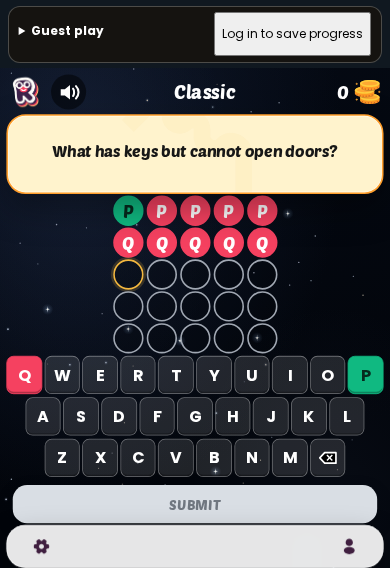 ▶ Guest play
Log in to save progress
R
Classic
0
What has keys but cannot open doors?
P P P P P
Q Q Q Q Q
Q W E R T Y U I O P
A S D F G H J K L
Z X C V B N M
SUBMIT